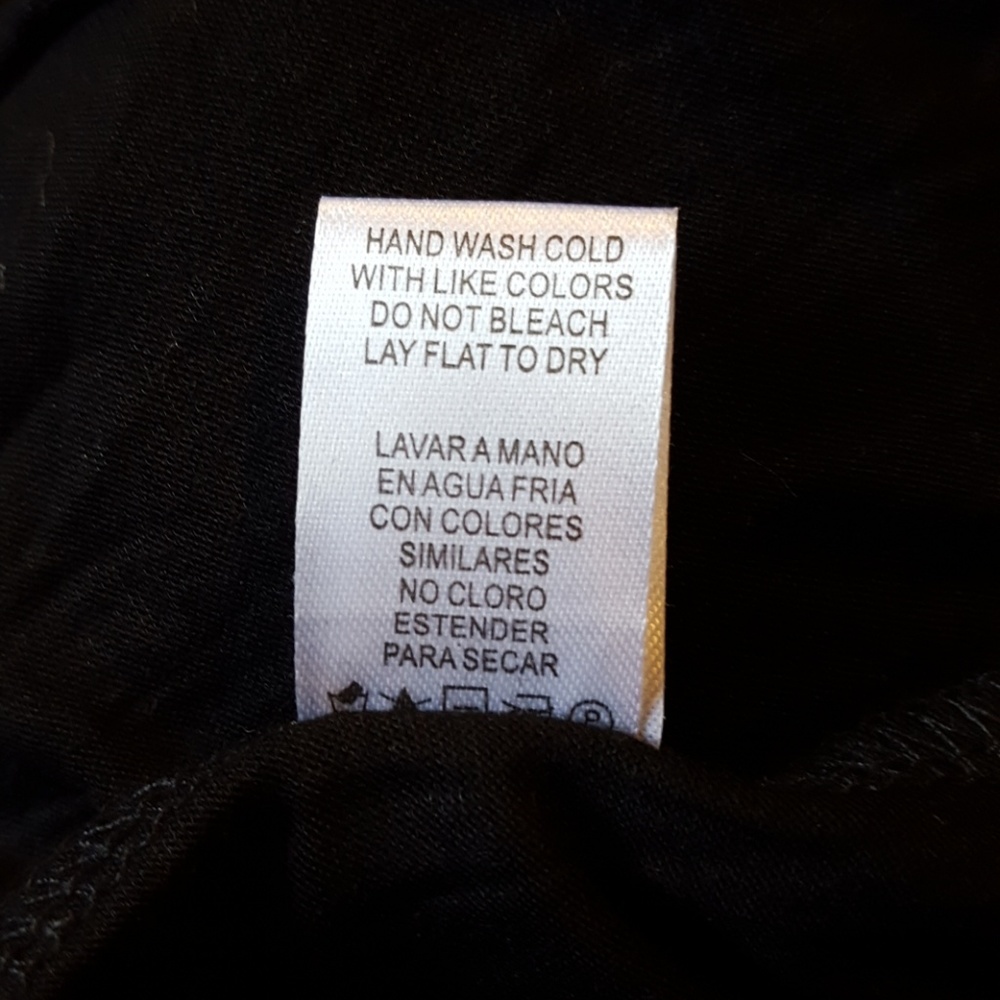 HAND WASH COLD
WITH LIKE COLORS
DO NOT BLEACH
LAY FLAT TO DRY
LAVAR A MANO
EN AGUA FRIA
CON COLORES
SIMILARES
NO CLORO
ESTENDER
PARA SECAR
P